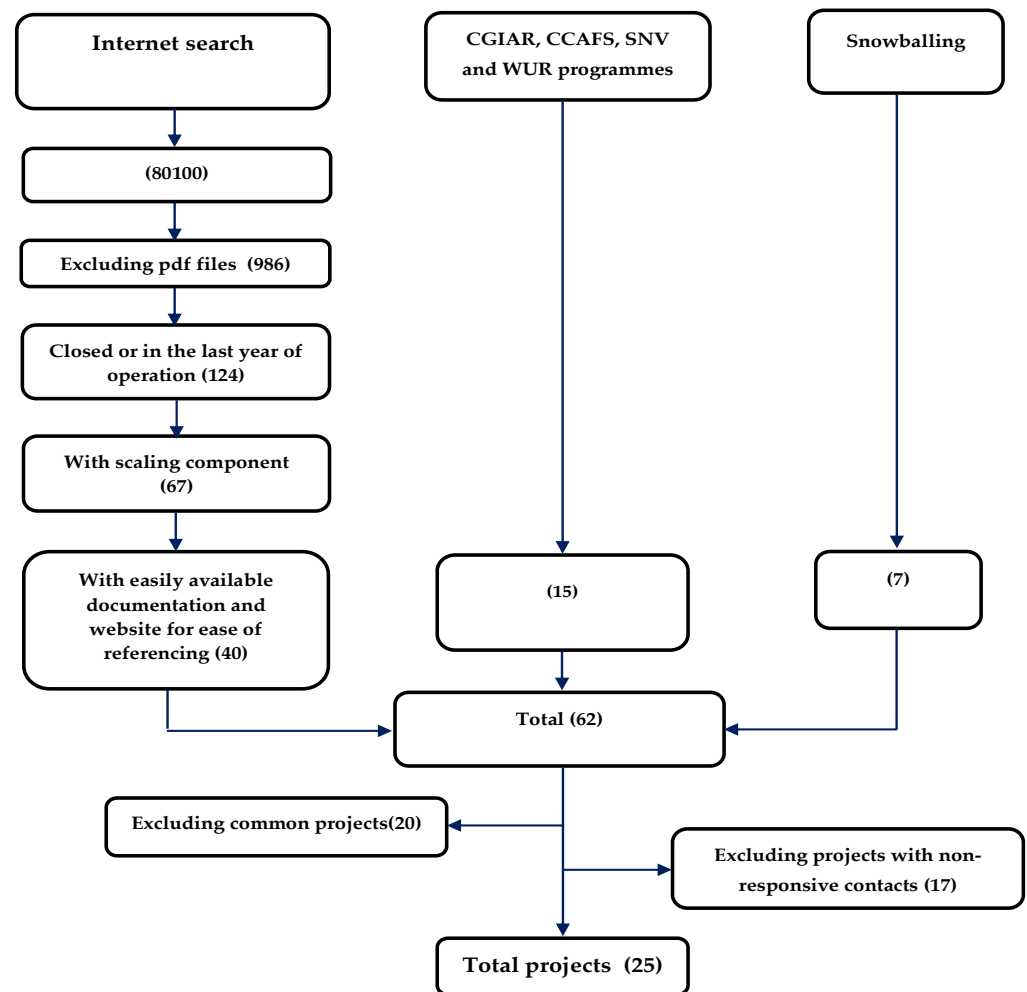 Internet search
CGIAR, CCAFS, SNV
and WUR programmes
Snowballing
(80100)
Excluding pdf files (986)
Closed or in the last year of
operation (124)
With scaling component
(67)
With easily available
documentation and
website for ease of
referencing (40)
(15)
(7)
Total (62)
Excluding common projects(20)
Excluding projects with non-
responsive contacts (17)
Total projects (25)